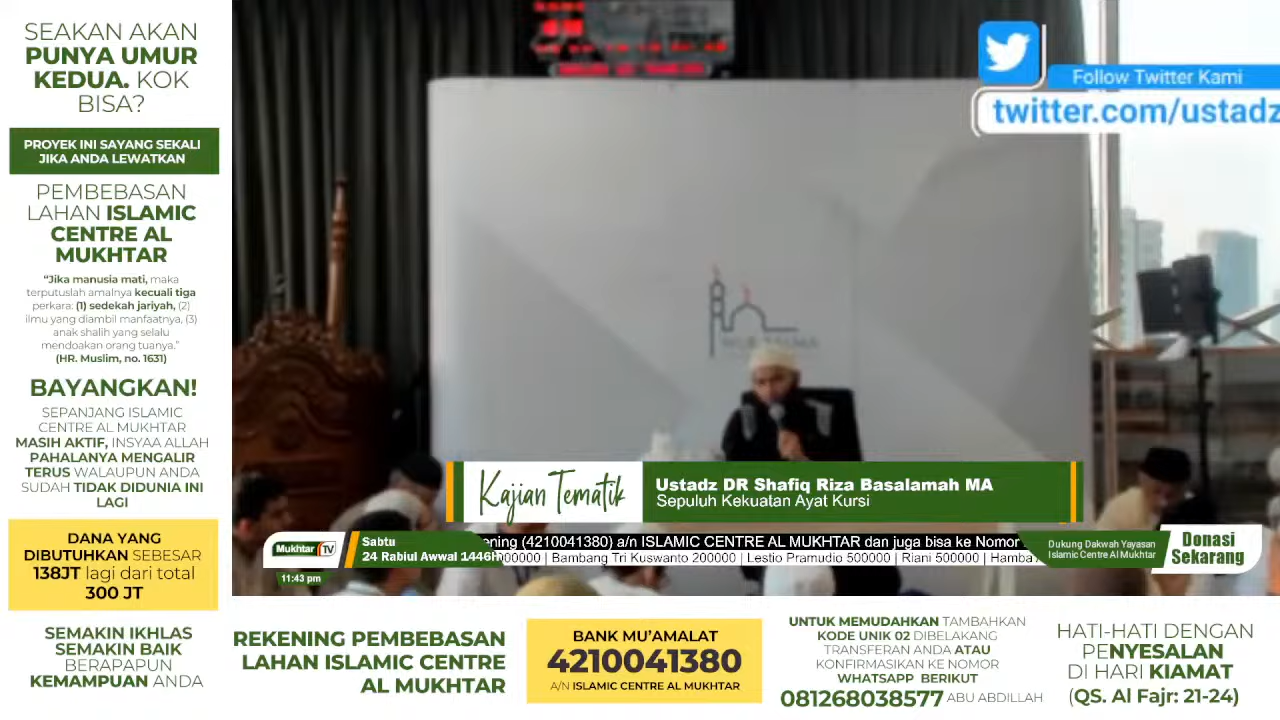 SEAKAN AKAN
PUNYA UMUR
KEDUA. KOK
BISA?
PROYEK INI SAYANG SEKALI
JIKA ANDA LEWATKAN
PEMBEBASAN
LAHAN ISLAMIC
CENTRE AL
MUKHTAR
"Jika manusia mati, maka
terputuslah amalnya kecuali tiga
perkara: (1) sedekah jariyah, (2)
ilmu yang diambil manfaatnya, (3)
anak shalih yang selalu
mendoakan orang tuanya."
(HR. Muslim, no. 1631)
BAYANGKAN!
SEPANJANG ISLAMIC
CENTRE AL MUKHTAR
MASIH AKTIF, INSYAA ALLAH
PAHALANYA MENGALIR
TERUS WALAUPUN ANDA
SUDAH TIDAK DIDUNIA INI
LAGI
DANA YANG
DIBUTUHKAN SEBESAR
138JT lagi dari total
300 JT
SEMAKIN IKHLAS
SEMAKIN BAIK
BERAPAPUN
KEMAMPUAN ANDA
Follow Twitter Kami
twitter.com/ustadz
Kajian Tematik
Ustadz DR Shafiq Riza Basalamah MA
Sepuluh Kekuatan Ayat Kursi
Mukhtar TV
Sabtu
24 Rabiul Awwal 1446H
11:43 pm
ening (4210041380) a/n ISLAMIC CENTRE AL MUKHTAR dan juga bisa ke Nomor
00000 | Bambang Tri Kuswanto 200000 | Lestio Pramudio 500000 | Riani 500000 | Hamba
Dukung Dakwah Yayasan
Islamic Centre Al Mukhtar
Donasi
Sekarang
REKENING PEMBEBASAN
LAHAN ISLAMIC CENTRE
AL MUKHTAR
BANK MU'AMALAT
4210041380
A/N ISLAMIC CENTRE AL MUKHTAR
UNTUK MEMUDAHKAN TAMBAHKAN
KODE UNIK 02 DIBELAKANG
TRANSFERAN ANDA ATAU
KONFIRMASIKAN KE NOMOR
WHATSAPP BERIKUT
081268038577 ABU ABDILLAH
HATI-HATI DENGAN
PENYESALAN
DI HARI KIAMAT
(QS. Al Fajr: 21-24)